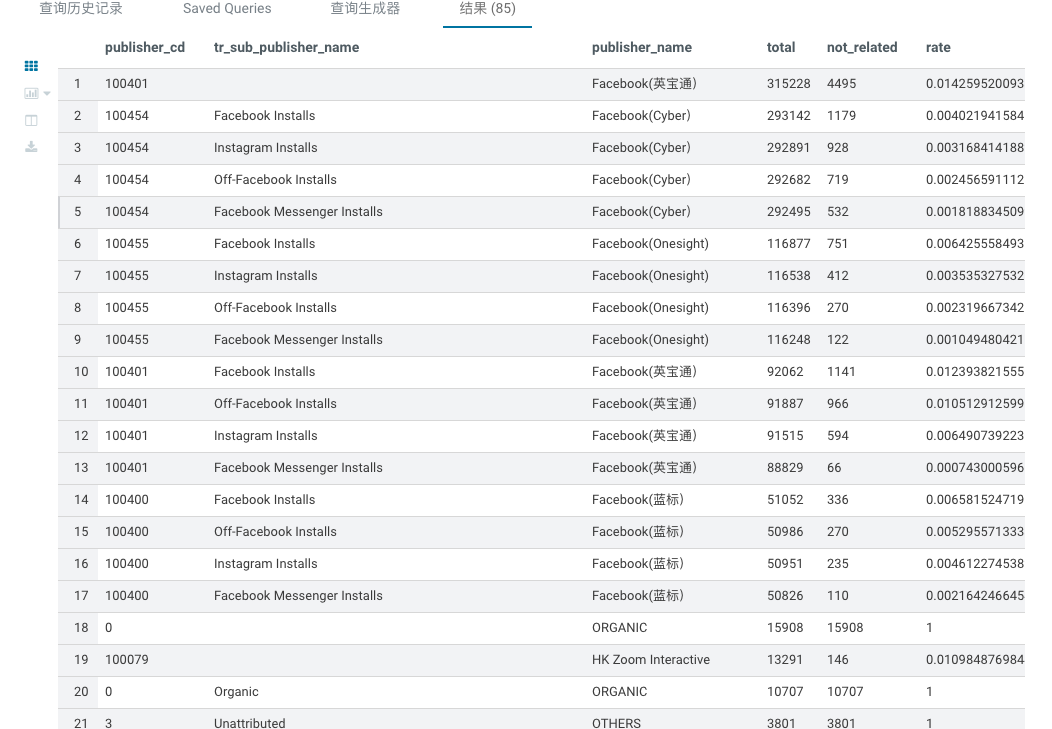 查询历史记录 Saved Queries 查询生成器 结果 (85)
publisher_cd tr_sub_publisher_name publisher_name total not_related rate
1 100401 Facebook(英宝通) 315228 4495 0.014259520093
2 100454 Facebook Installs Facebook(Cyber) 293142 1179 0.004021941584
3 100454 Instagram Installs Facebook(Cyber) 292891 928 0.003168414188
4 100454 Off-Facebook Installs Facebook(Cyber) 292682 719 0.002456591112
5 100454 Facebook Messenger Installs Facebook(Cyber) 292495 532 0.001818834509
6 100455 Facebook Installs Facebook(Onesight) 116877 751 0.006425558493
7 100455 Instagram Installs Facebook(Onesight) 116538 412 0.003535327532
8 100455 Off-Facebook Installs Facebook(Onesight) 116396 270 0.002319667342
9 100455 Facebook Messenger Installs Facebook(Onesight) 116248 122 0.001049480421
10 100401 Facebook Installs Facebook(英宝通) 92062 1141 0.012393821555
11 100401 Off-Facebook Installs Facebook(英宝通) 91887 966 0.010512912599
12 100401 Instagram Installs Facebook(英宝通) 91515 594 0.006490739223
13 100401 Facebook Messenger Installs Facebook(英宝通) 88829 66 0.000743000596
14 100400 Facebook Installs Facebook(蓝标) 51052 336 0.006581524719
15 100400 Off-Facebook Installs Facebook(蓝标) 50986 270 0.005295571333
16 100400 Instagram Installs Facebook(蓝标) 50951 235 0.004612274538
17 100400 Facebook Messenger Installs Facebook(蓝标) 50826 110 0.002164246645
18 0 ORGANIC 15908 15908 1
19 100079 HK Zoom Interactive 13291 146 0.010984876984
20 0 Organic ORGANIC 10707 10707 1
21 3 Unattributed OTHERS 3801 3801 1